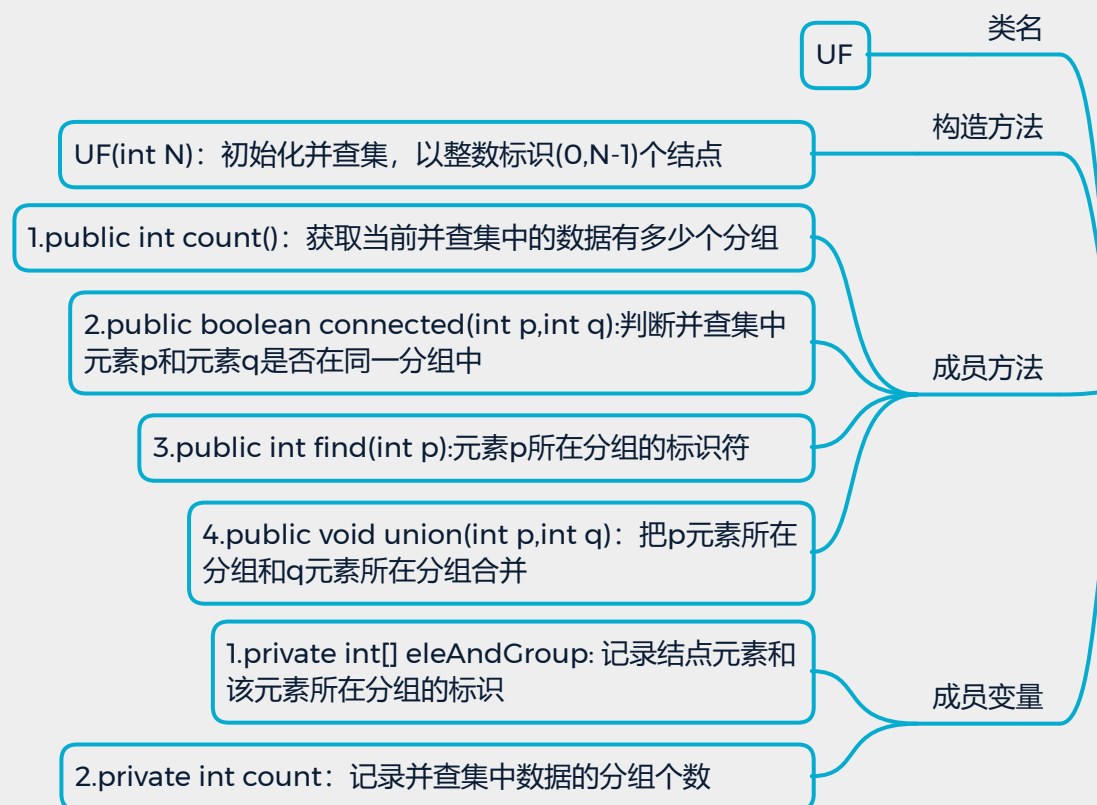 类名
UF
构造方法
UF(int N)：初始化并查集，以整数标识(0,N-1)个结点
成员方法
1.public int count()：获取当前并查集中的数据有多少个分组
2.public boolean connected(int p,int q):判断并查集中
元素p和元素q是否在同一分组中
3.public int find(int p):元素p所在分组的标识符
4.public void union(int p,int q)：把p元素所在
分组和q元素所在分组合并
成员变量
1.private int[] eleAndGroup: 记录结点元素和
该元素所在分组的标识
2.private int count：记录并查集中数据的分组个数